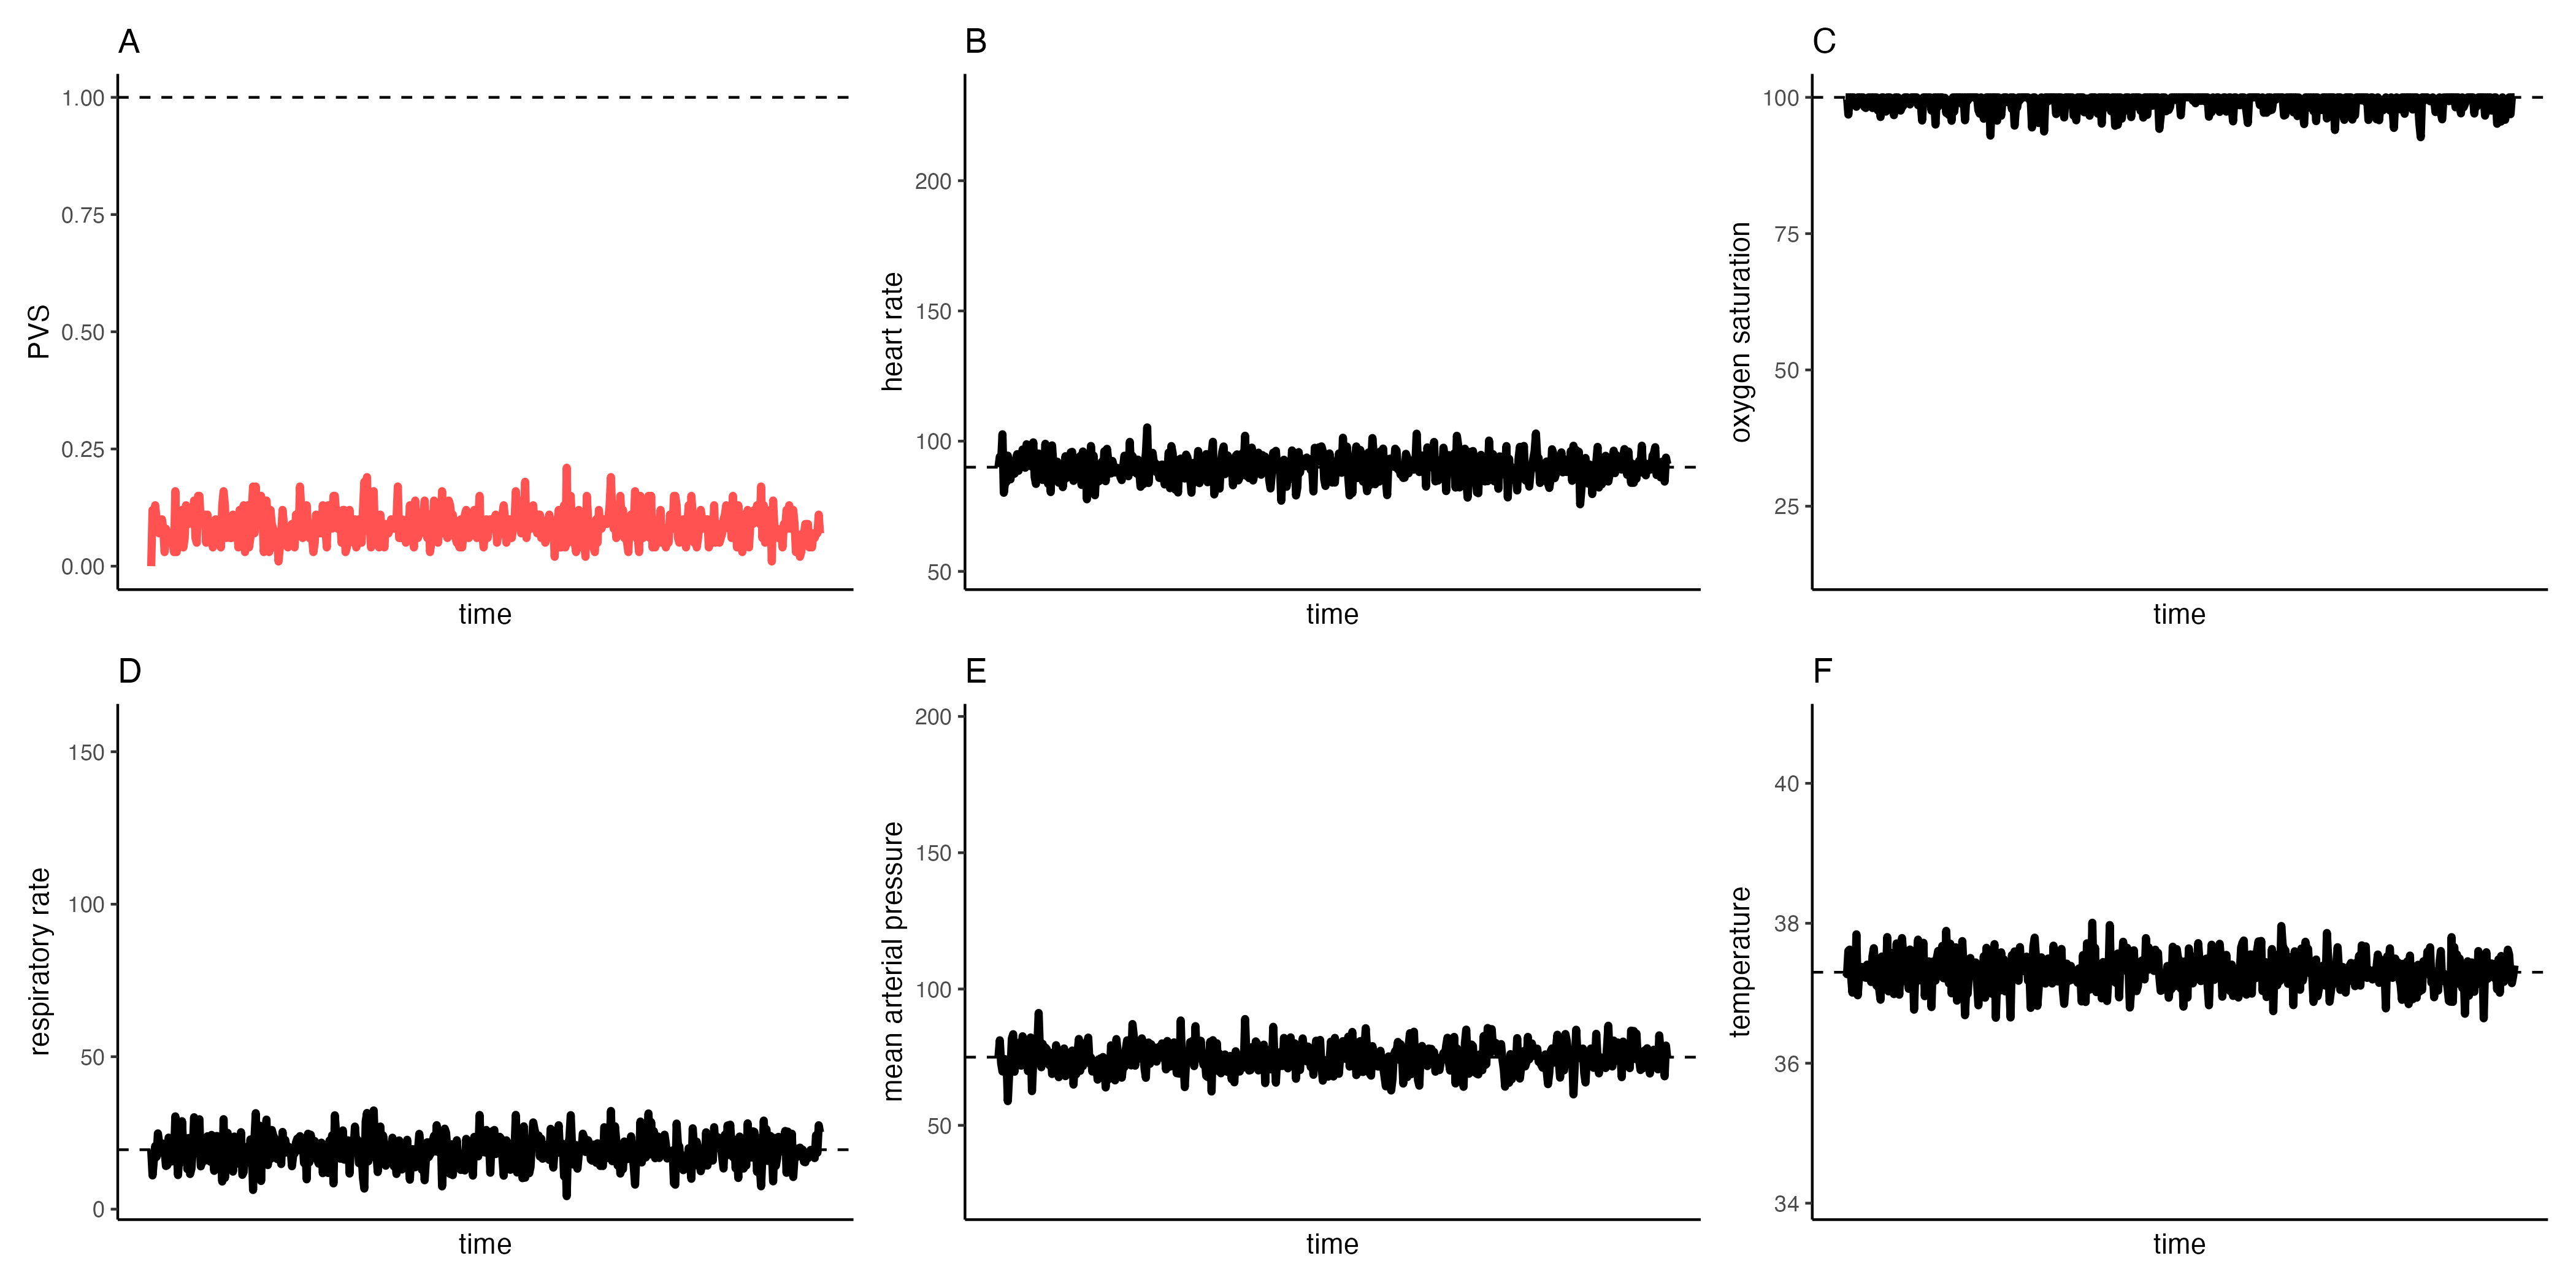 A
1.00
0.75
0.50
0.25
0.00
PVS
time
B
200
150
100
50
heart rate
time
C
100
75
50
25
oxygen saturation
time
D
150
100
50
0
respiratory rate
time
E
200
150
100
50
mean arterial pressure
time
F
40
38
36
34
temperature
time